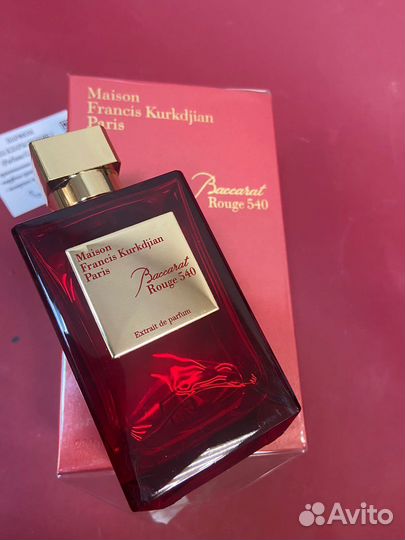 Maison
Francis Kurkdjian
Paris
Baccarat
Rouge 540
Maison
Francis Kurkdjian
Paris
Baccarat
Rouge 540
Extrait de parfum
Avito